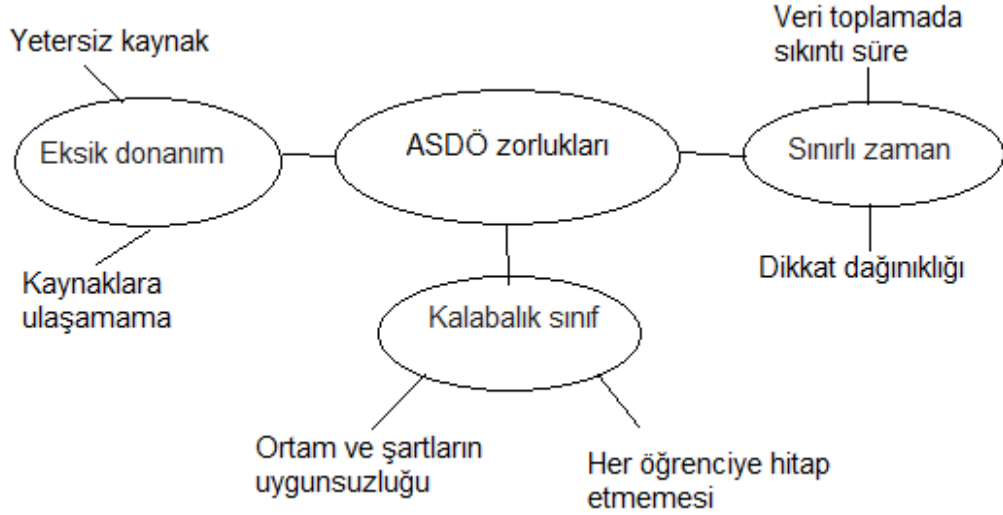 Yetersiz kaynak
Veri toplamada
sıkıntı süre
Eksik donanım
ASDÖ zorlukları
Sınırlı zaman
Kaynaklara
ulaşamama
Dikkat dağınıklığı
Kalabalık sınıf
Ortam ve şartların
uygunsuzluğu
Her öğrenciye hitap
etmemesi